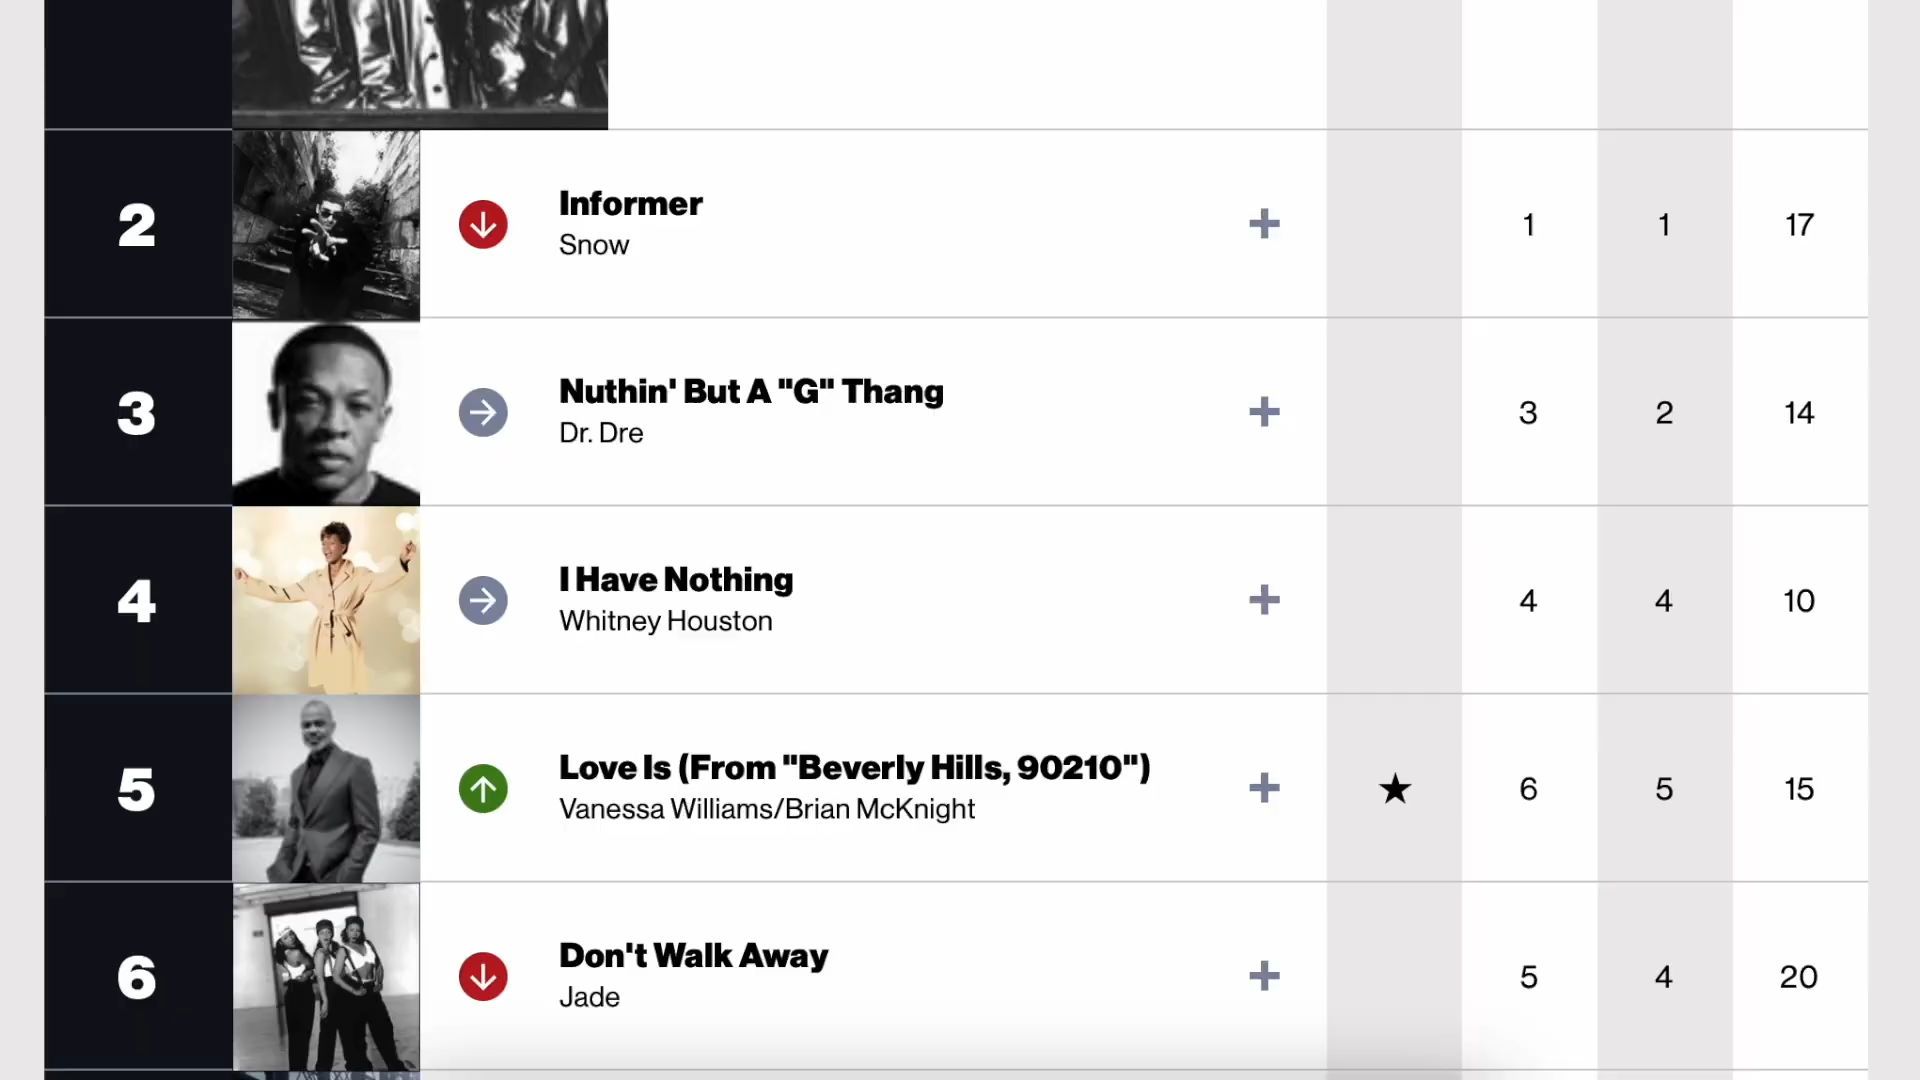 2
Informer
Snow
1
1
17
3
Nuthin' But A "G" Thang
Dr. Dre
3
2
14
4
I Have Nothing
Whitney Houston
4
4
10
5
Love Is (From "Beverly Hills, 90210")
Vanessa Williams/Brian McKnight
6
5
15
6
Don't Walk Away
Jade
5
4
20